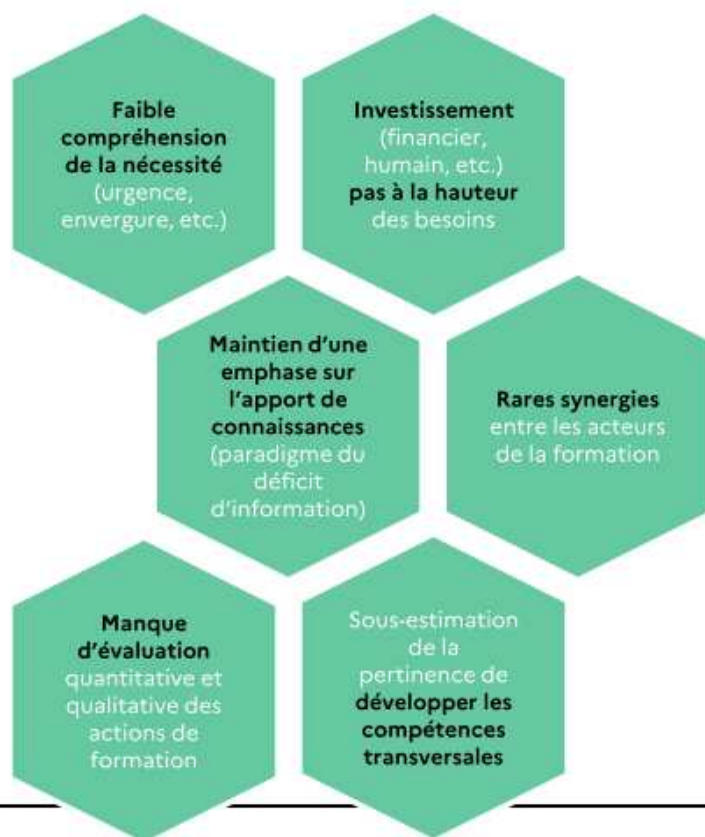 Faible
compréhension
de la nécessité
(urgence,
envergure, etc.)
Investissement
(financier,
humain, etc.)
pas à la hauteur
des besoins
Maintien d'une
emphase sur
l'apport de
connaissances
(paradigme du
déficit
d'information)
Rares synergies
entre les acteurs
de la formation
Manque
d'évaluation
quantitative et
qualitative des
actions de
formation
Sous-estimation
de la
pertinence de
développer les
compétences
transversales